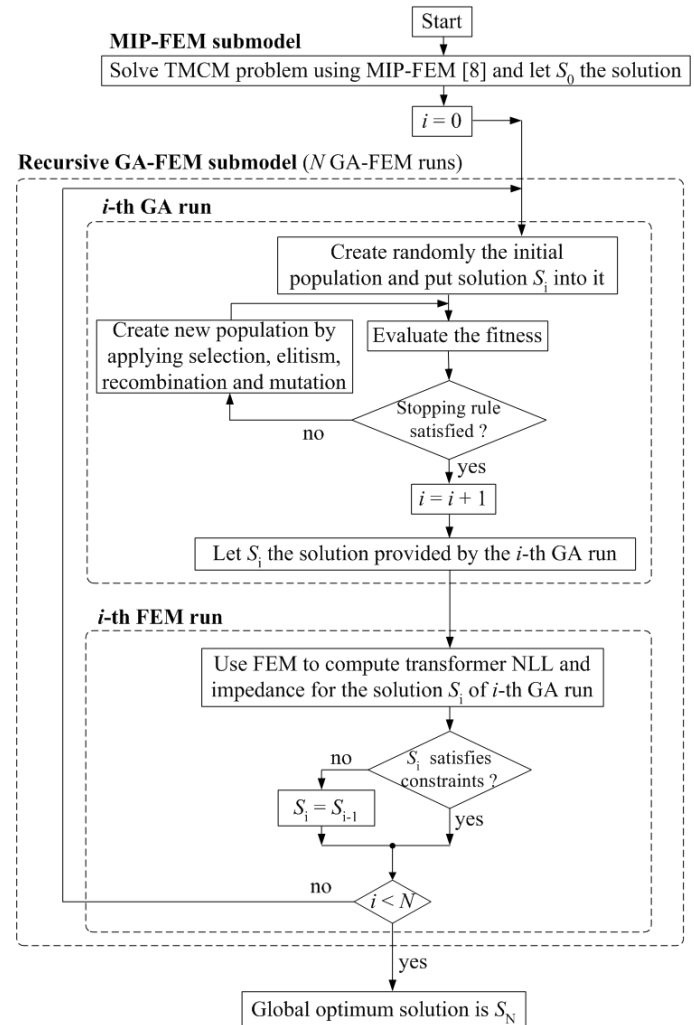 Start
MIP-FEM submodel
Solve TMCM problem using MIP-FEM [8] and let S0 the solution
i = 0
Recursive GA-FEM submodel (N GA-FEM runs)
i-th GA run
Create randomly the initial
population and put solution Si into it
Create new population by
applying selection, elitism,
recombination and mutation
Evaluate the fitness
Stopping rule
satisfied ?
no
yes
i = i + 1
Let Si the solution provided by the i-th GA run
i-th FEM run
Use FEM to compute transformer NLL and
impedance for the solution Si of i-th GA run
Si satisfies
constraints ?
no
Si = Si-1
yes
no
i < N
yes
Global optimum solution is SN